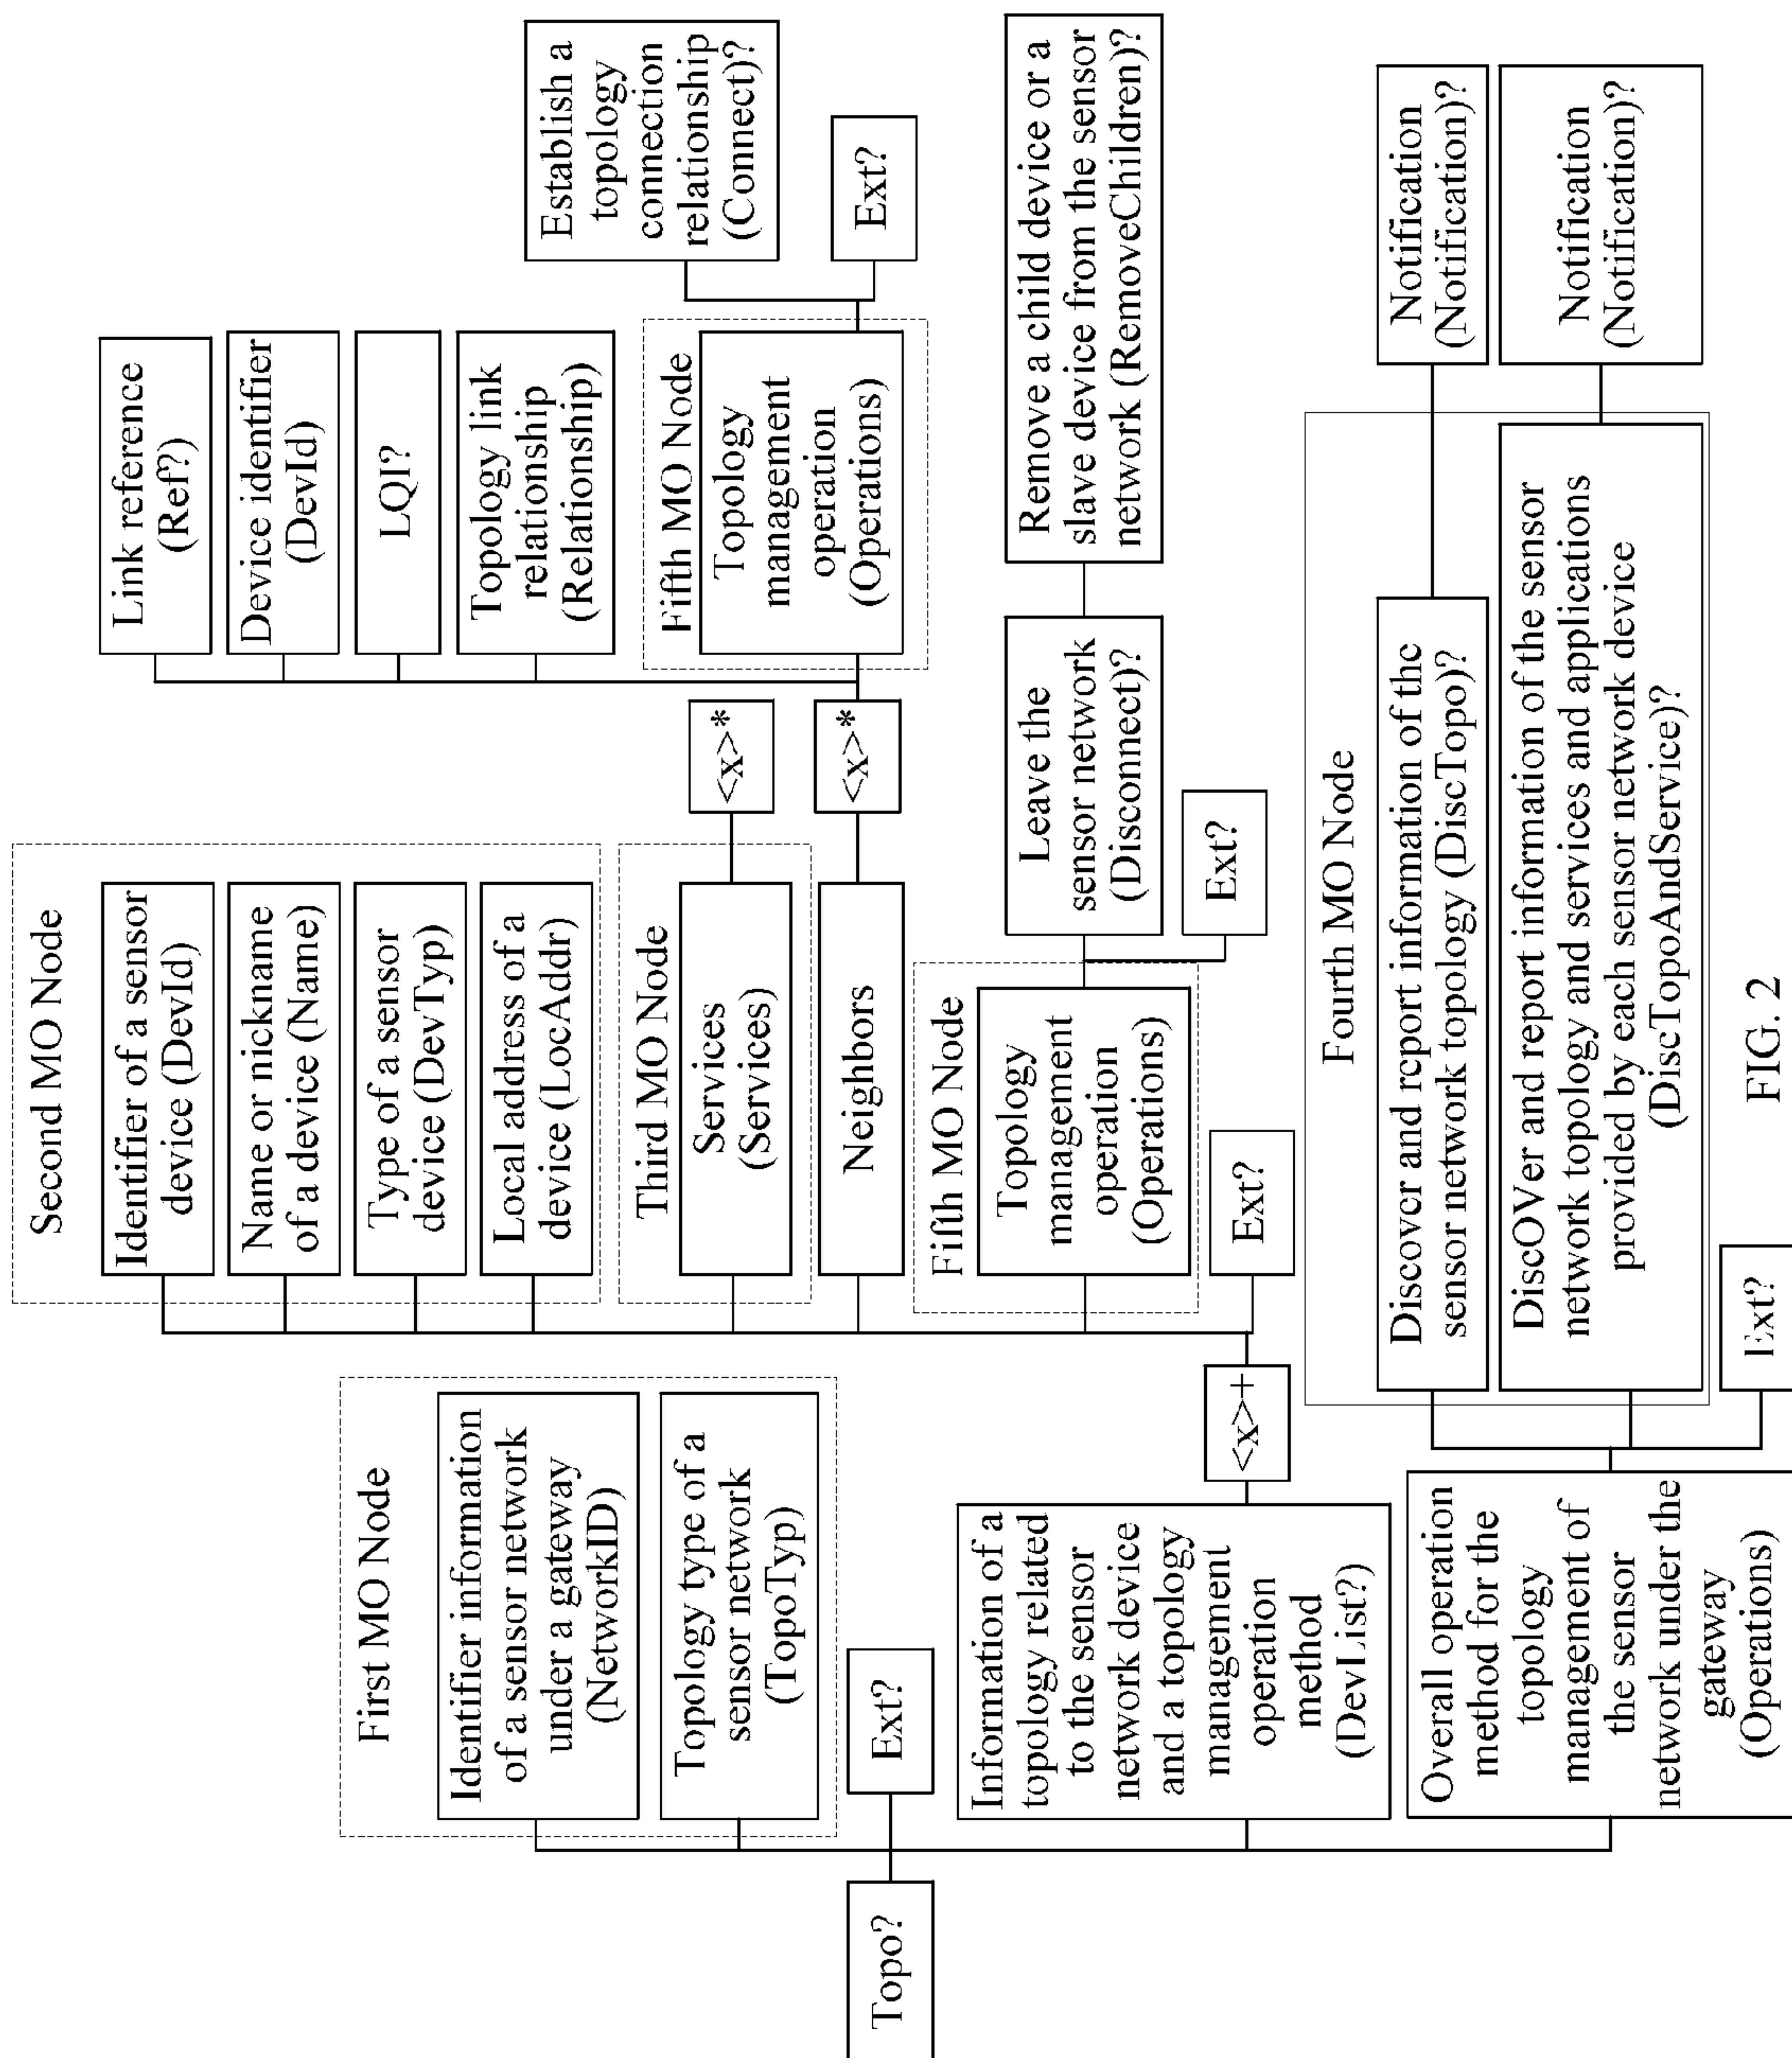 Topo?
First MO Node
Identifier information
of a sensor network
under a gateway
(NetworkID)
Topology type of a
sensor network
(TopoTyp)
Ext?
Information of a
topology related
to the sensor
network device
and a topology
management
operation
method
(DevList?)
Overall operation
method for the
topology
management of
the sensor
network under the
gateway
(Operations)
<x>+
Second MO Node
Identifier of a sensor
device (DevId)
Name or nickname
of a device (Name)
Type of a sensor
device (DevTyp)
Local address of a
device (LocAddr)
Third MO Node
Services
(Services)
Neighbors
Fifth MO Node
Topology
management
operation
(Operations)
Ext?
<x>*
<x>*
Link reference
(Ref?)
Device identifier
(DevId)
LQI?
Topology link
relationship
(Relationship)
Fifth MO Node
Topology
management
operation
(Operations)
Establish a
topology
connection
relationship
(Connect)?
Ext?
Leave the
sensor network
(Disconnect)?
Ext?
Remove a child device or a
slave device from the sensor
network (RemoveChildren)?
Fourth MO Node
Discover and report information of the
sensor network topology (DiscTopo)?
DiscOVer and report information of the sensor
network topology and services and applications
provided by each sensor network device
(DiscTopoAndService)?
Ext?
Notification
(Notification)?
Notification
(Notification)?
FIG. 2